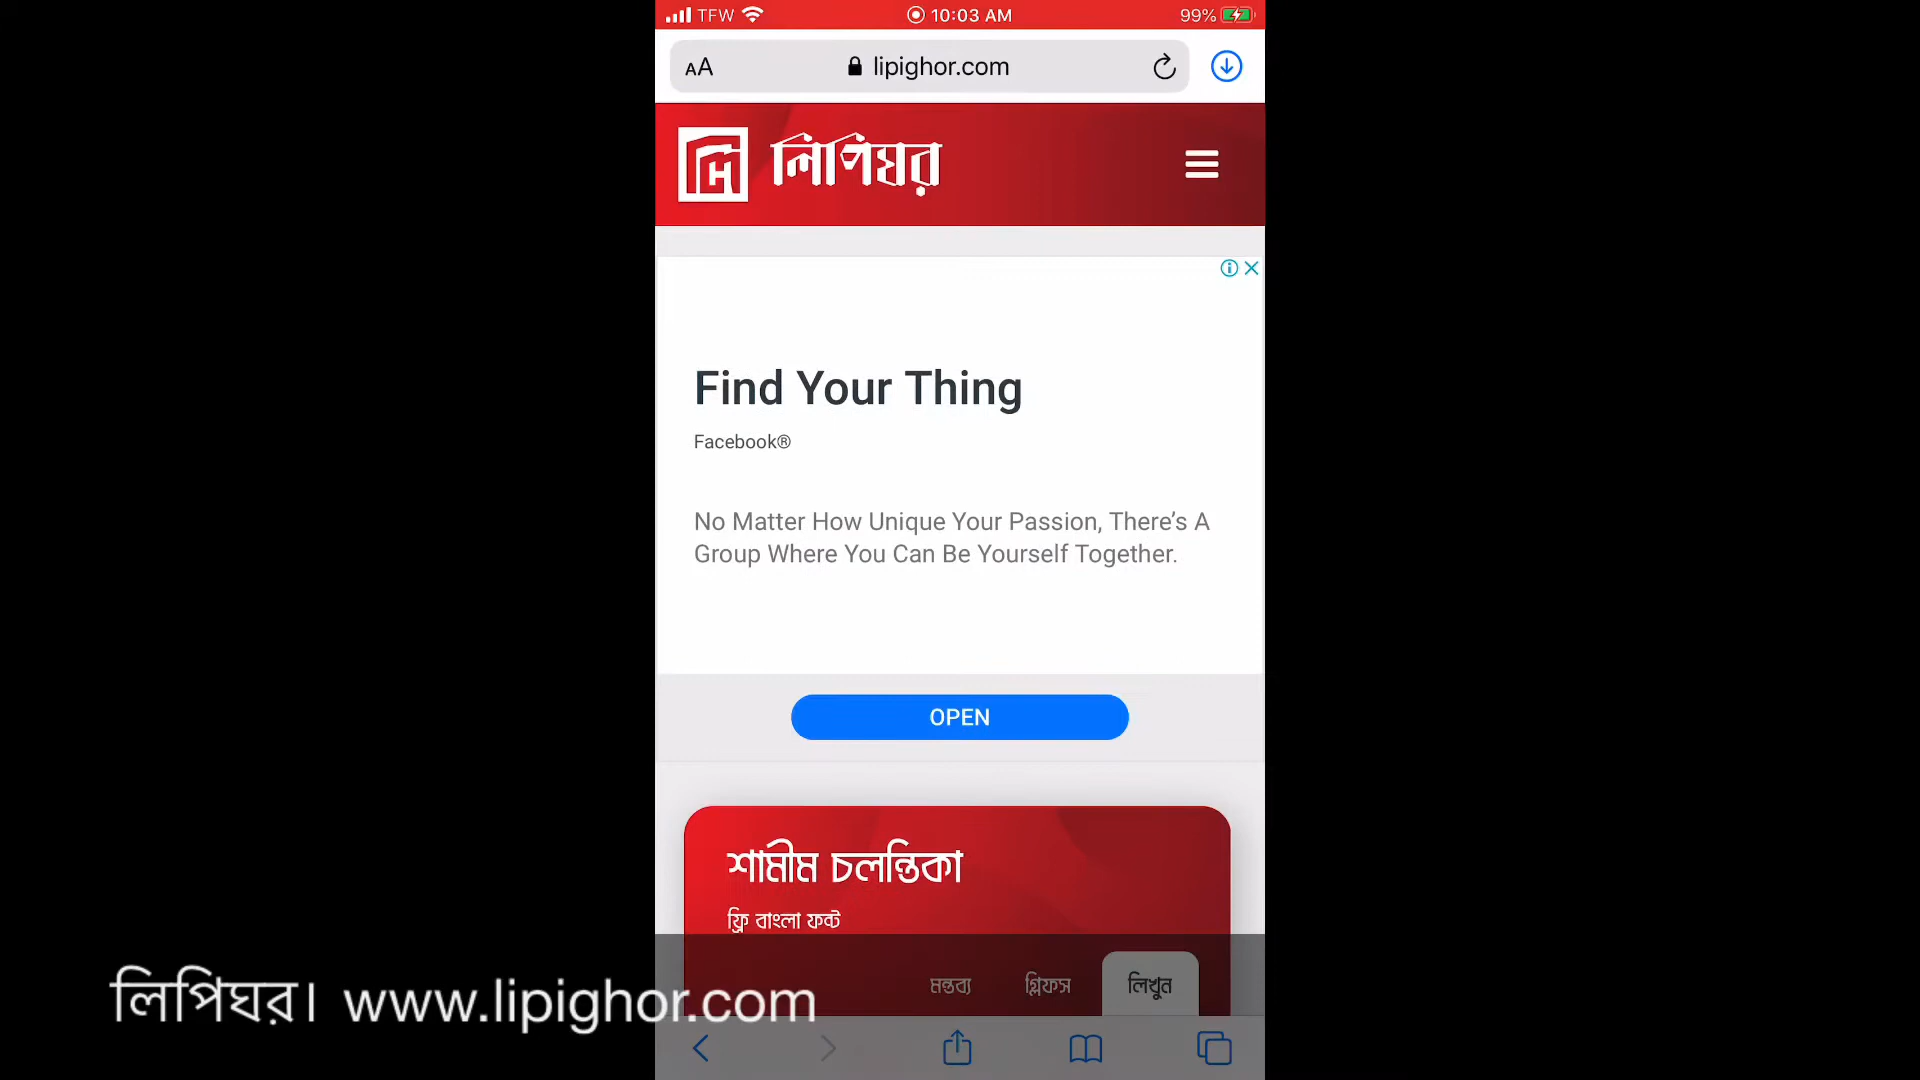 TFW 10:03 AM 99%
AA lipighor.com
লিপিঘর
Find Your Thing
Facebook®
No Matter How Unique Your Passion, There’s A
Group Where You Can Be Yourself Together.
OPEN
শামীম চলন্তিকা
ফ্রি বাংলা ফন্ট
মন্তব্য গ্লিফস লিখুন
লিপিঘর। www.lipighor.com